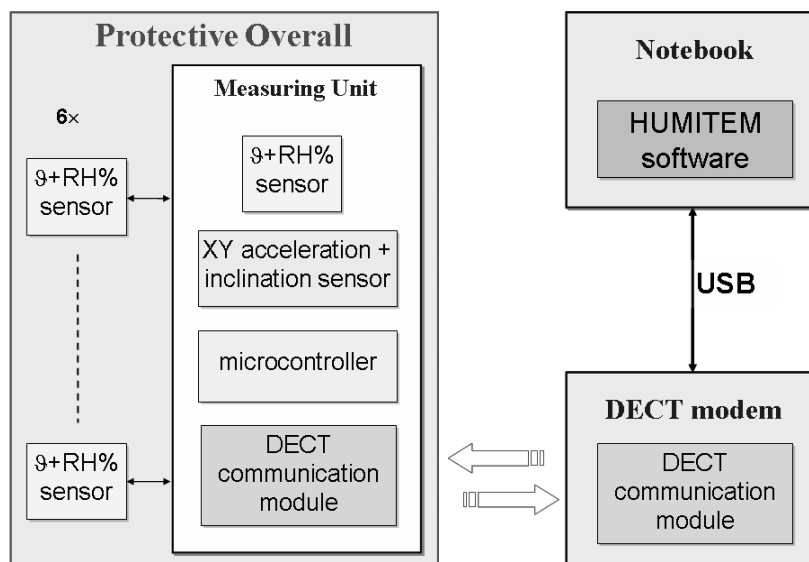 Protective Overall
Measuring Unit
6×
ϑ+RH%
sensor
ϑ+RH%
sensor
XY acceleration +
inclination sensor
microcontroller
ϑ+RH%
sensor
DECT
communication
module
Notebook
HUMITEM
software
USB
DECT modem
DECT
communication
module